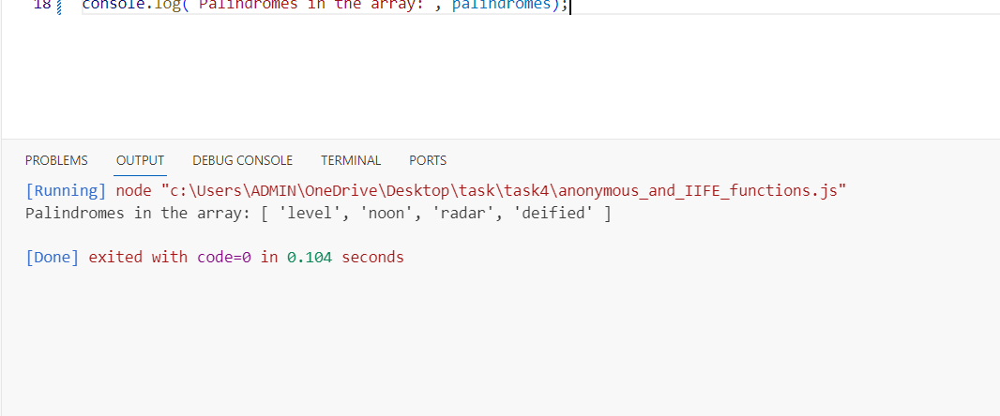 18 console.log( Palindromes in the array: , palindromes);
PROBLEMS OUTPUT DEBUG CONSOLE TERMINAL PORTS
[Running] node "c:\Users\ADMIN\OneDrive\Desktop\task\task4\anonymous_and_IIFE_functions.js"
Palindromes in the array: [ 'level', 'noon', 'radar', 'deified' ]
[Done] exited with code=0 in 0.104 seconds